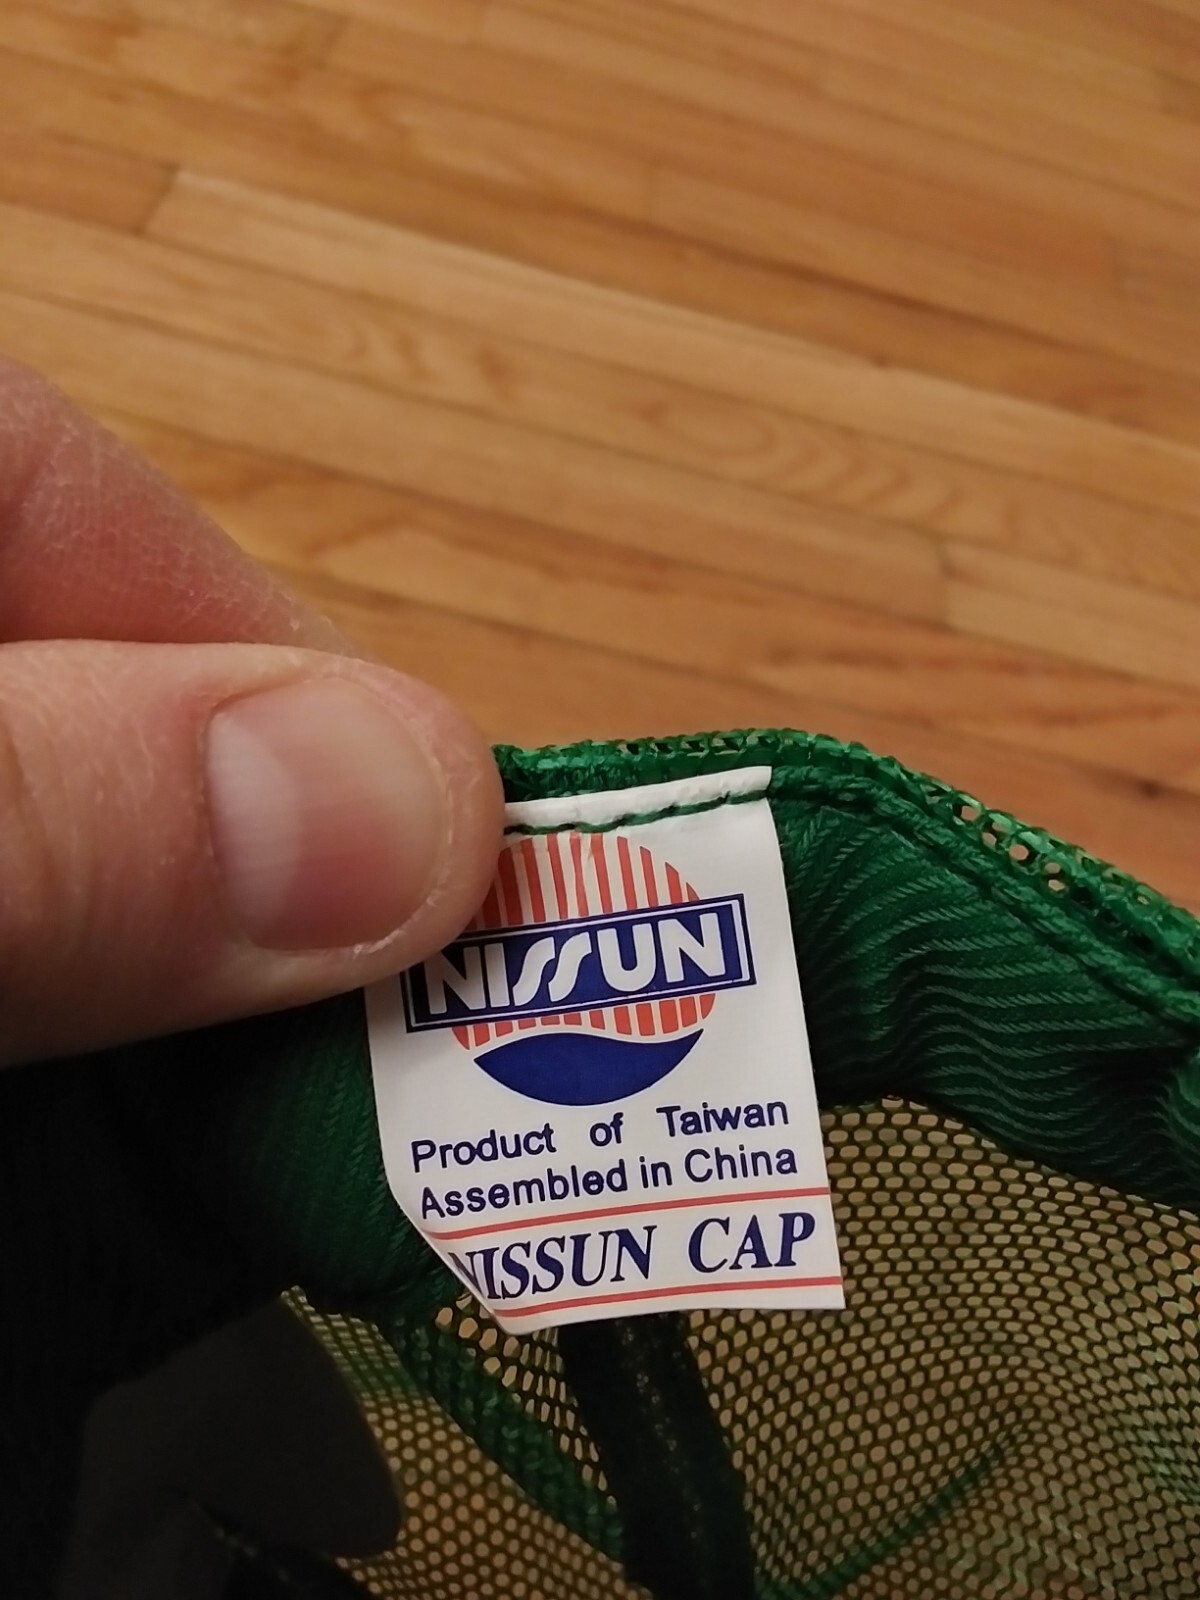 NISSUN
Product of Taiwan
Assembled in China
NISSUN CAP